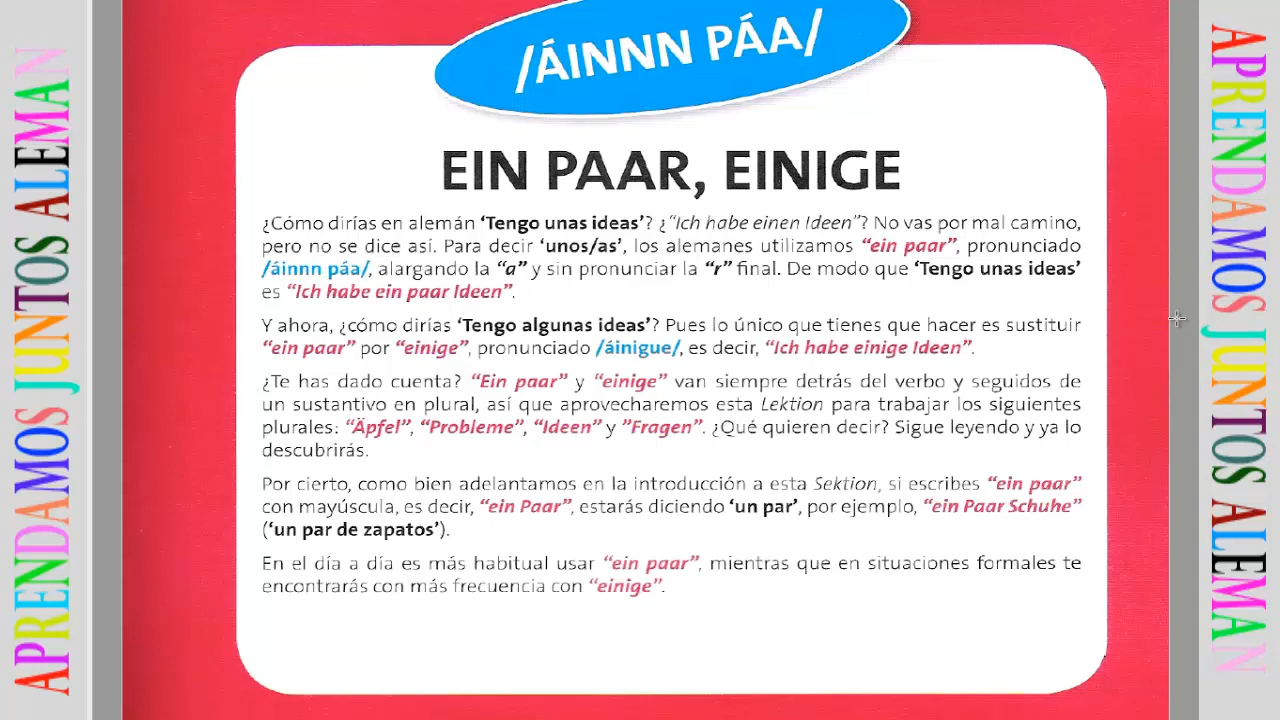 /ÁINNN PÁA/
EIN PAAR, EINIGE
¿Cómo dirías en alemán ‘Tengo unas ideas’? ¿“Ich habe einen Ideen”? No vas por mal camino,
pero no se dice así. Para decir ‘unos/as’, los alemanes utilizamos “ein paar”, pronunciado
/áinnn páa/, alargando la “a” y sin pronunciar la “r” final. De modo que ‘Tengo unas ideas’
es “Ich habe ein paar Ideen”.
Y ahora, ¿cómo dirías ‘Tengo algunas ideas’? Pues lo único que tienes que hacer es sustituir
“ein paar” por “einige”, pronunciado /áinigue/, es decir, “Ich habe einige Ideen”.
¿Te has dado cuenta? “Ein paar” y “einige” van siempre detrás del verbo y seguidos de
un sustantivo en plural, así que aprovecharemos esta Lektion para trabajar los siguientes
plurales: “Äpfel”, “Probleme”, “Ideen” y ”Fragen”. ¿Qué quieren decir? Sigue leyendo y ya lo
descubrirás.
Por cierto, como bien adelantamos en la introducción a esta Sektion, si escribes “ein paar”
con mayúscula, es decir, “ein Paar”, estarás diciendo ‘un par’, por ejemplo, “ein Paar Schuhe”
(‘un par de zapatos’).
En el día a día es más habitual usar “ein paar”, mientras que en situaciones formales te
encontrarás con más frecuencia con “einige”.
APRENDAMOS JUNTOS ALEMAN
APRENDAMOS JUNTOS ALEMAN